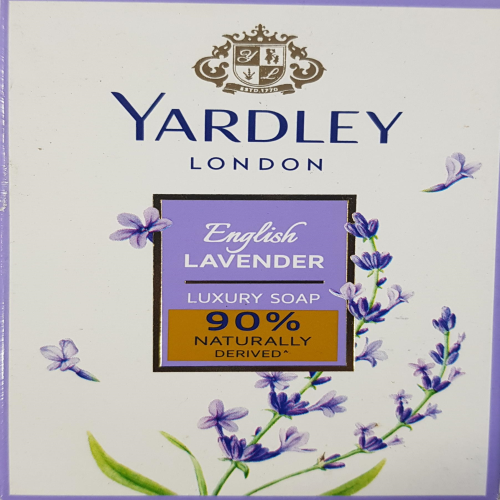 Y L
ESTD.1770
YARDLEY
LONDON
English
LAVENDER
LUXURY SOAP
90%
NATURALLY
DERIVED^